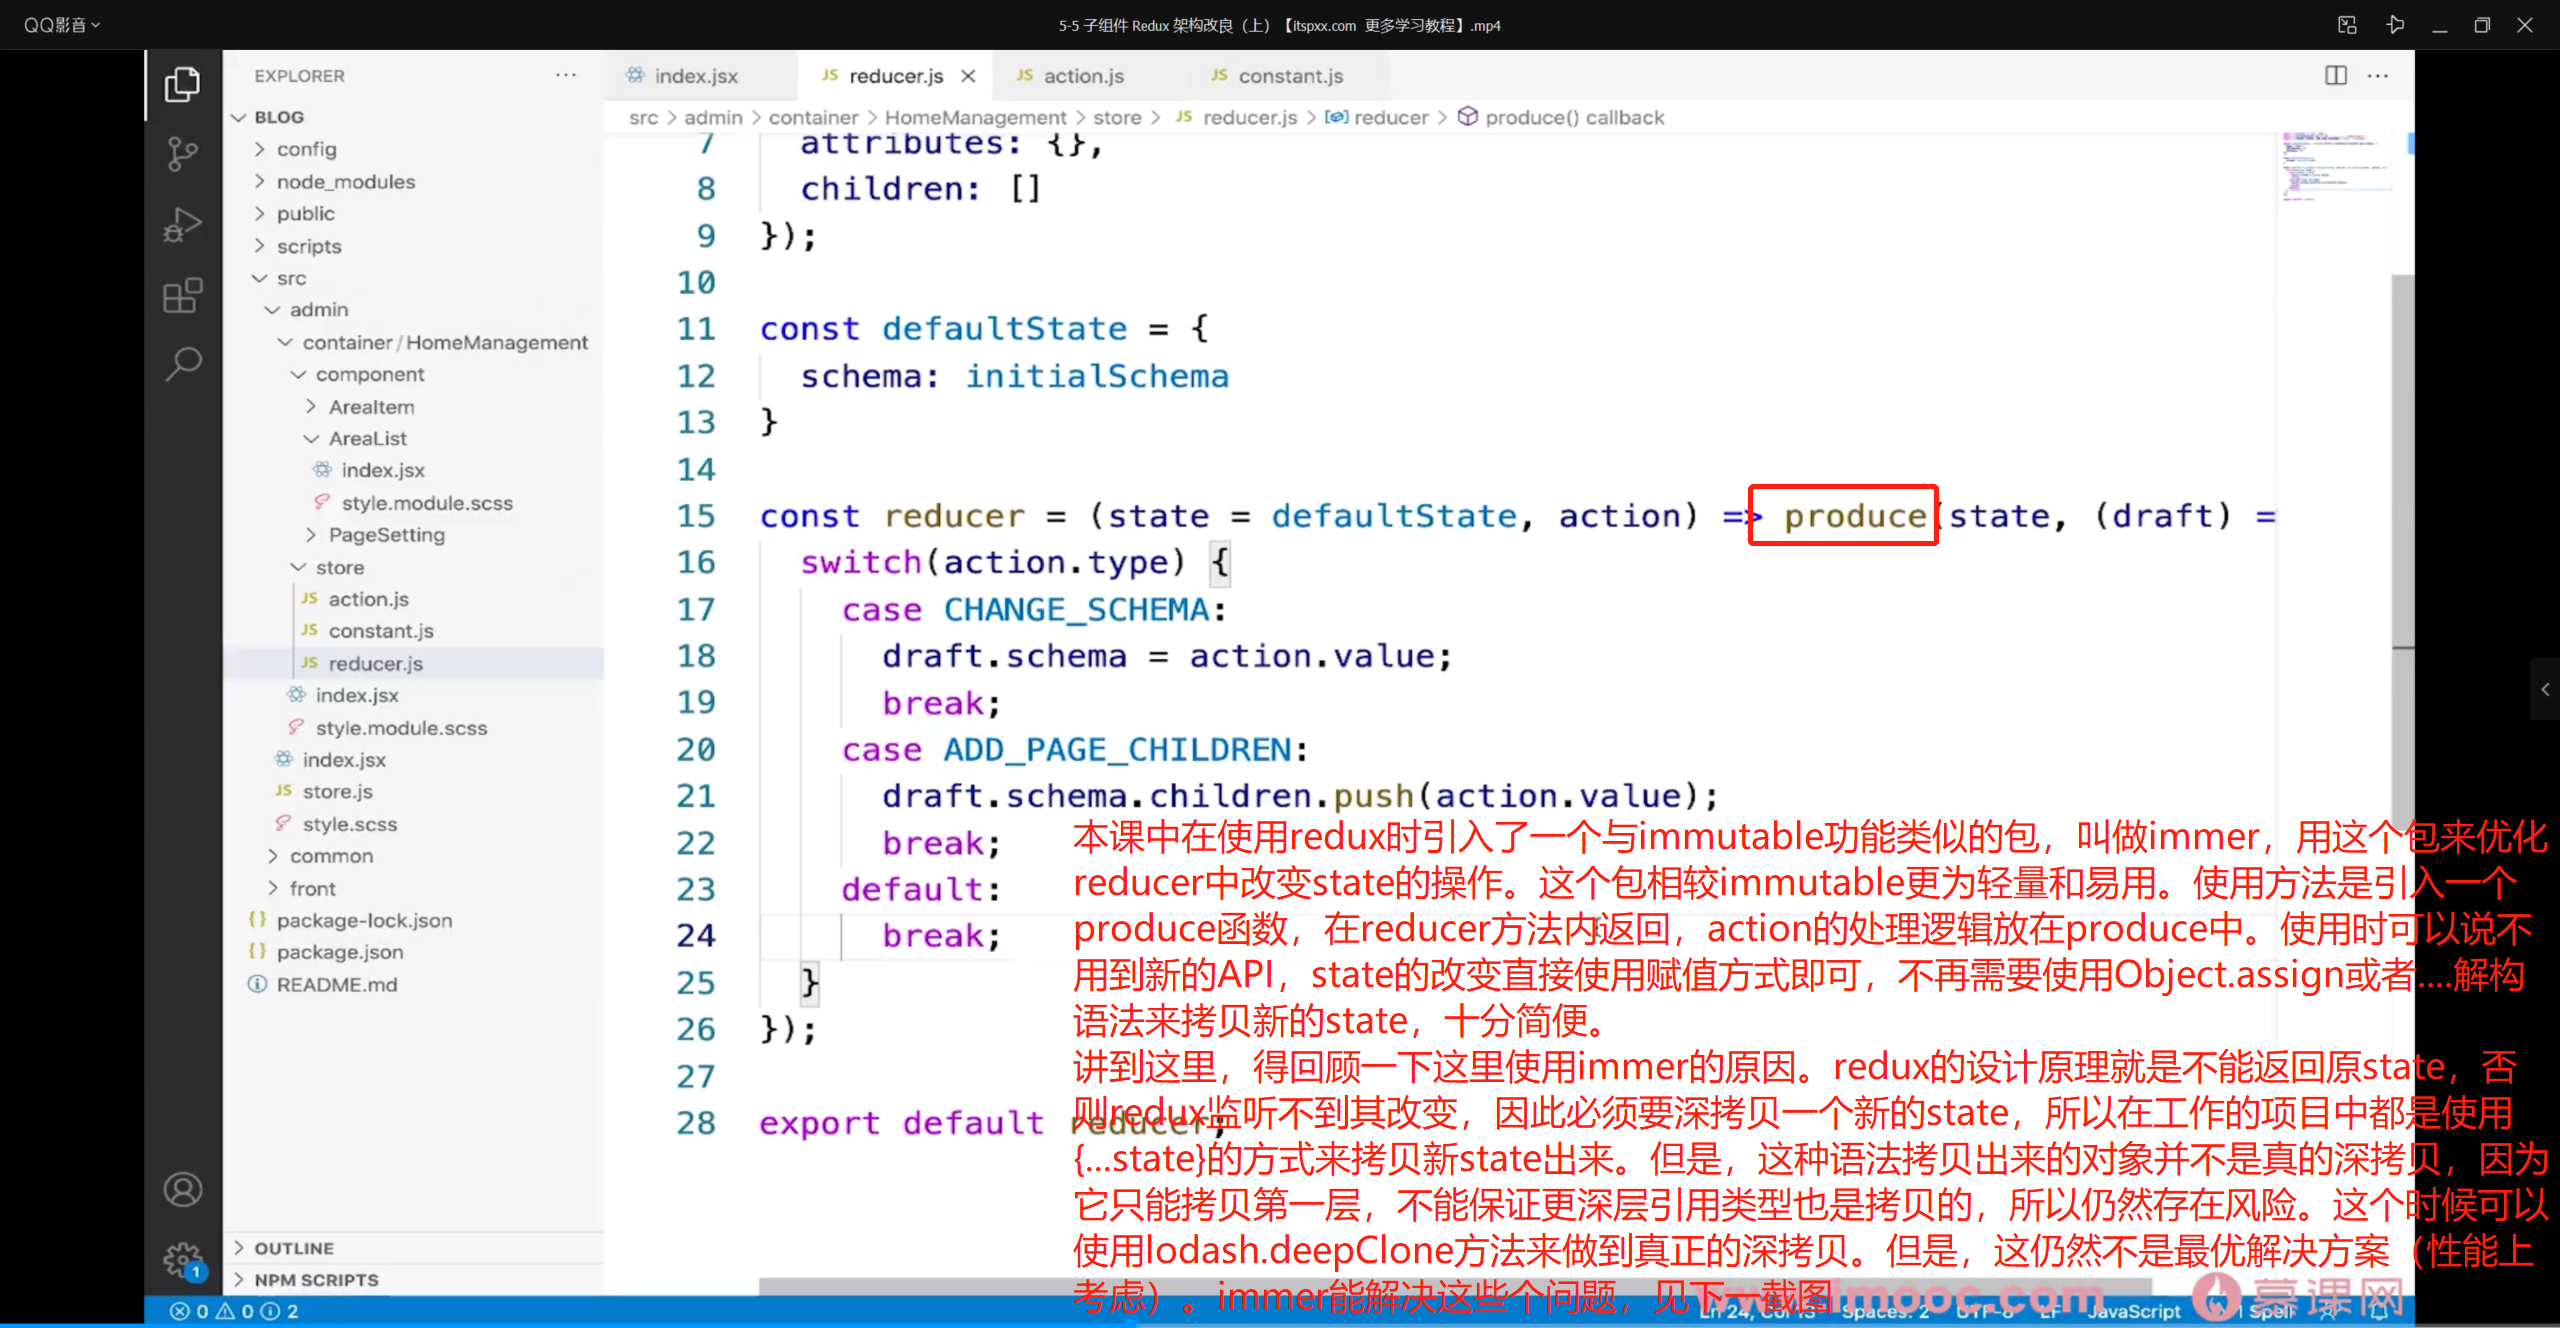 QQ影音
5-5 子组件 Redux 架构改良（上）【itspxx.com 更多学习教程】.mp4
EXPLORER
BLOG
config
node_modules
public
scripts
src
admin
container/HomeManagement
component
AreaItem
AreaList
index.jsx
style.module.scss
PageSetting
store
JS action.js
JS constant.js
JS reducer.js
index.jsx
style.module.scss
index.jsx
JS store.js
style.scss
common
front
{} package-lock.json
{} package.json
README.md
OUTLINE
NPM SCRIPTS
1
index.jsx JS reducer.js JS action.js JS constant.js
src > admin > container > HomeManagement > store > JS reducer.js > reducer > produce() callback
7 attributes: {},
8 children: []
9 });
10
11 const defaultState = {
12 schema: initialSchema
13 }
14
15 const reducer = (state = defaultState, action) => produce(state, (draft) =
16 switch(action.type) {
17 case CHANGE_SCHEMA:
18 draft.schema = action.value;
19 break;
20 case ADD_PAGE_CHILDREN:
21 draft.schema.children.push(action.value);
22 break;
23 default:
24 break;
25 }
26 });
27
28 export default reducer;
本课中在使用redux时引入了一个与immutable功能类似的包，叫做immer，用这个包来优化
reducer中改变state的操作。这个包相较immutable更为轻量和易用。使用方法是引入一个
produce函数，在reducer方法内返回，action的处理逻辑放在produce中。使用时可以说不
用到新的API，state的改变直接使用赋值方式即可，不再需要使用Object.assign或者....解构
语法来拷贝新的state，十分简便。
讲到这里，得回顾一下这里使用immer的原因。redux的设计原理就是不能返回原state，否
则redux监听不到其改变，因此必须要深拷贝一个新的state，所以在工作的项目中都是使用
{...state}的方式来拷贝新state出来。但是，这种语法拷贝出来的对象并不是真的深拷贝，因为
它只能拷贝第一层，不能保证更深层引用类型也是拷贝的，所以仍然存在风险。这个时候可以
使用lodash.deepClone方法来做到真正的深拷贝。但是，这仍然不是最优解决方案（性能上
考虑）。immer能解决这些个问题，见下一截图
0 0 2
Ln 24, Spaces: 2 UTF-8 LF JavaScript 1 Spell
imooc.com 慕课网